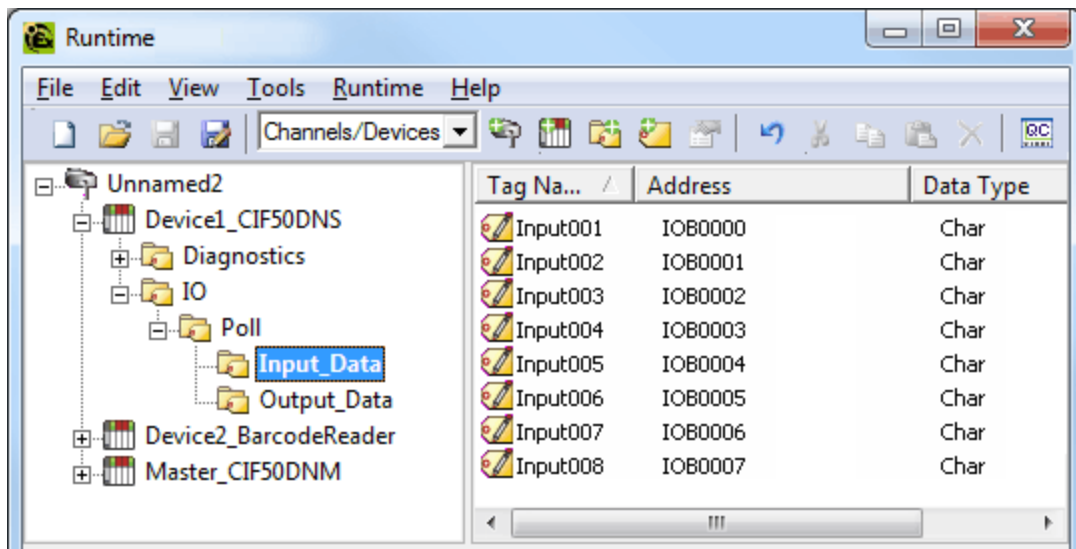 Runtime
File Edit View Tools Runtime Help
Channels/Devices QC
Unnamed2
Device1_CIF50DNS
Diagnostics
IO
Poll
Input_Data
Output_Data
Device2_BarcodeReader
Master_CIF50DNM
Tag Na... Address Data Type
Input001 IOB0000 Char
Input002 IOB0001 Char
Input003 IOB0002 Char
Input004 IOB0003 Char
Input005 IOB0004 Char
Input006 IOB0005 Char
Input007 IOB0006 Char
Input008 IOB0007 Char